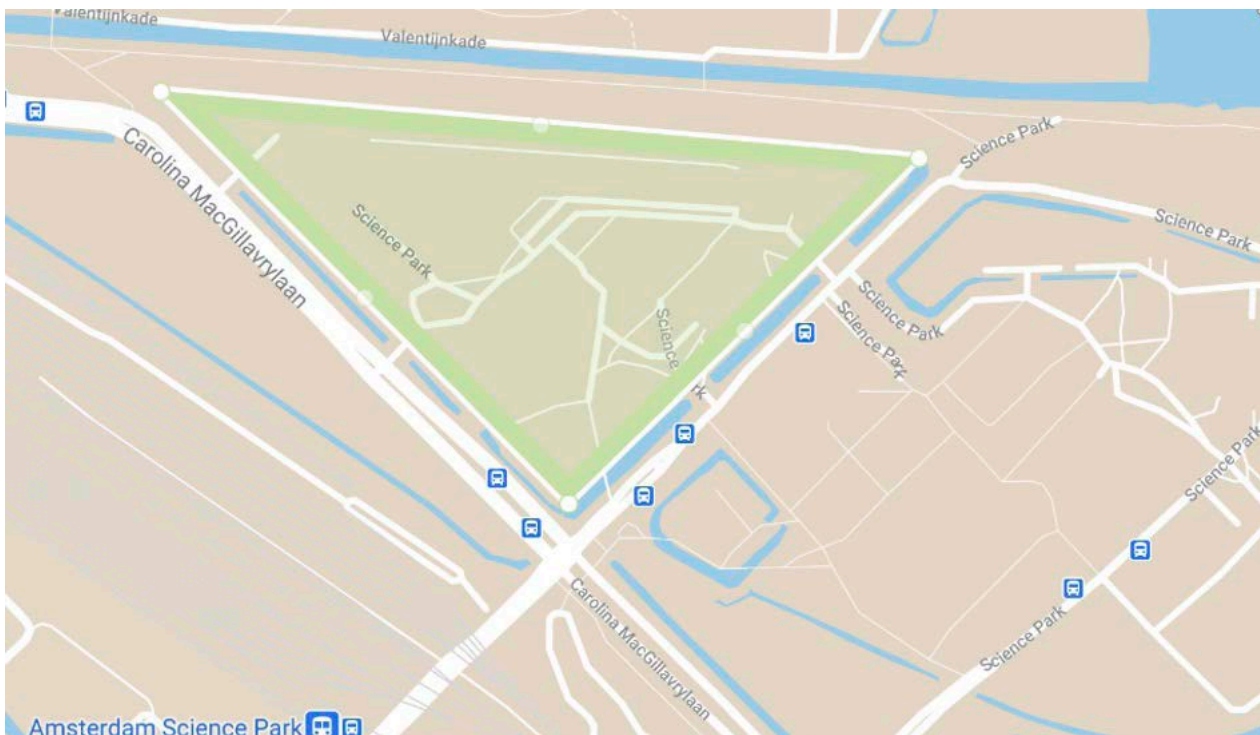 Valentijnkade
Valentijnkade
Science Park
Carolina MacGillavrylaan
Science Park
Science Park
Science Park
Science Park
Science
rk
Science Park
Carolina MacGillavrylaan
Science Park
Amsterdam Science Park